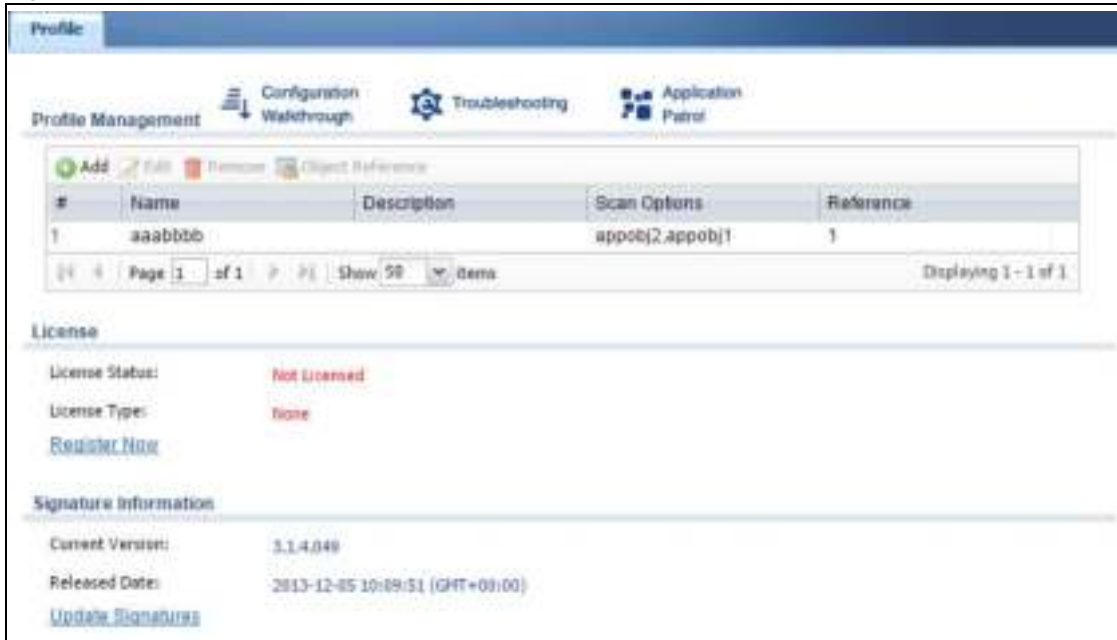 Profile
Profile Management
Configuration Walkthrough
Troubleshooting
Application Patrol
Add Edit Remove Object Reference
# Name Description Scan Options Reference
1 aaabbbb appobj2,appobj1 1
Page 1 of 1 Show 50 items Displaying 1 - 1 of 1
License
License Status: Not Licensed
License Type: None
Register Now
Signature Information
Current Version: 3.1.4.049
Released Date: 2013-12-05 10:09:51 (GMT+00:00)
Update Signatures